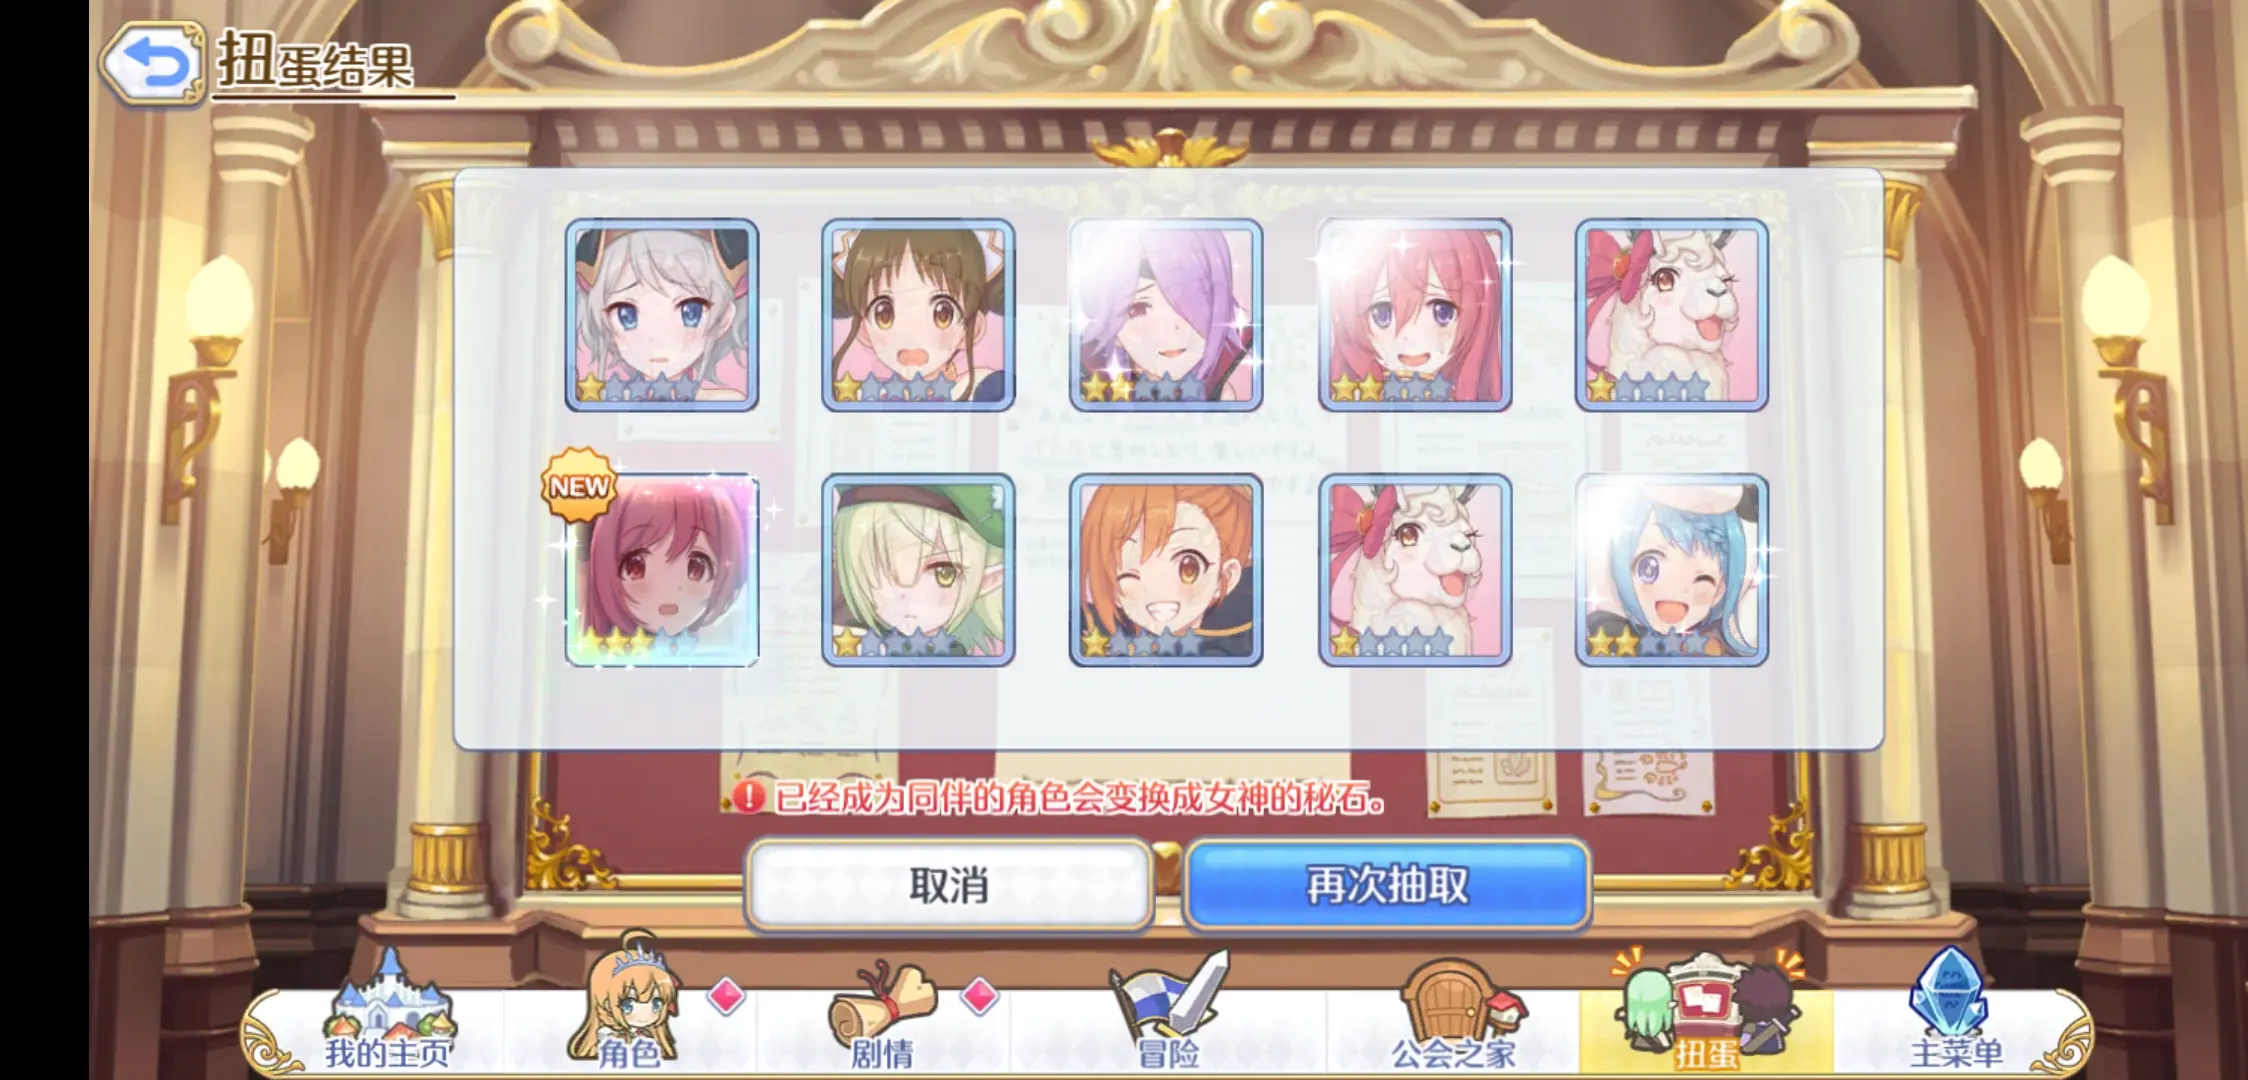 扭蛋结果
NEW
已经成为同伴的角色会变换成女神的秘石。
取消
再次抽取
我的主页
角色
剧情
冒险
公会之家
扭蛋
主菜单